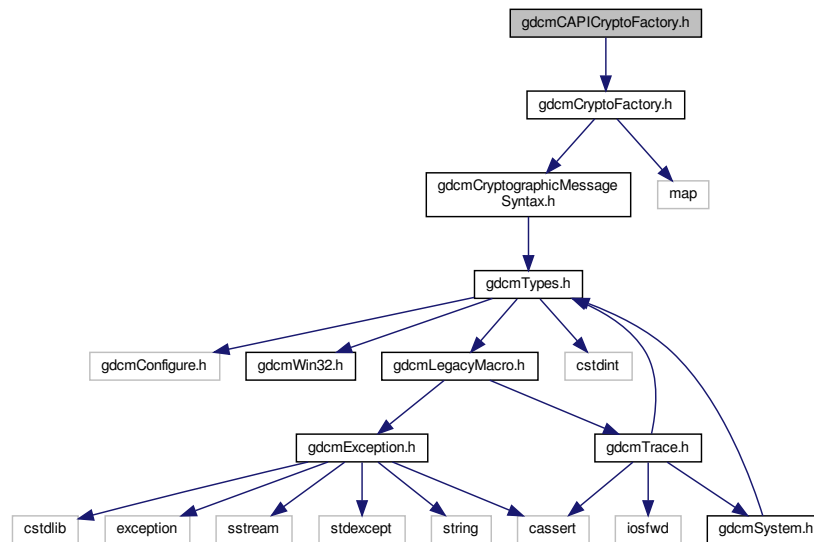 gdcmCAPICryptoFactory.h
gdcmCryptoFactory.h
gdcmCryptographicMessage
Syntax.h
map
gdcmTypes.h
gdcmConfigure.h
gdcmWin32.h
gdcmLegacyMacro.h
cstdint
gdcmException.h
gdcmTrace.h
cstdlib
exception
sstream
stdexcept
string
cassert
iosfwd
gdcmSystem.h